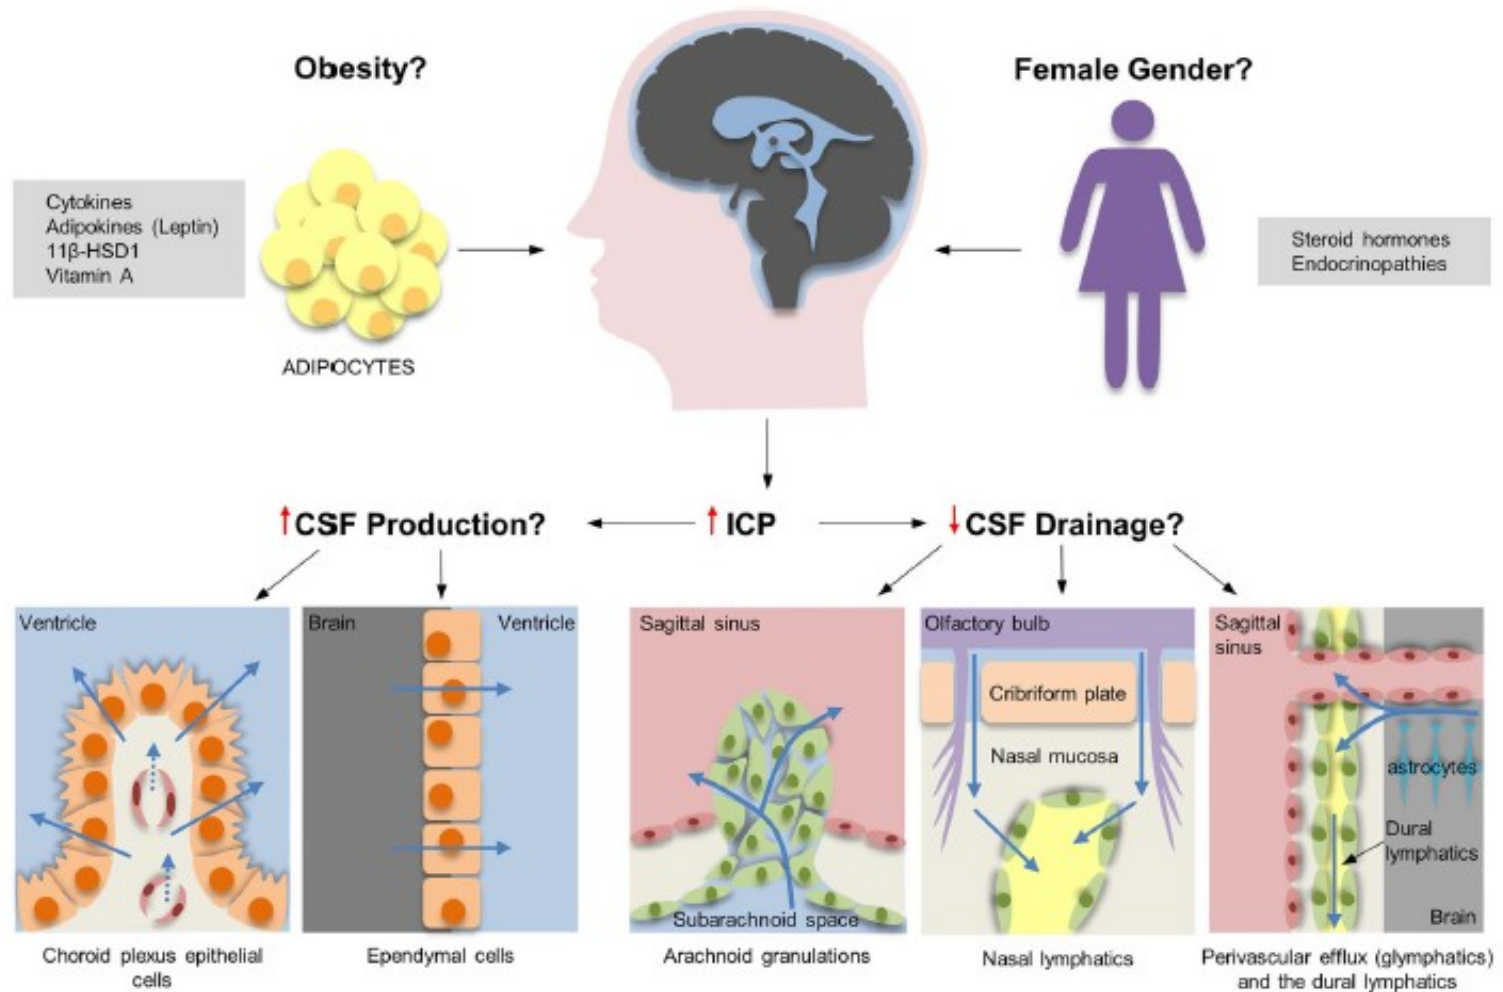 Obesity?
Female Gender?
Cytokines
Adipokines (Leptin)
11β-HSD1
Vitamin A
ADIPOCYTES
Steroid hormones
Endocrinopathies
↑CSF Production?
↑ ICP
↓ CSF Drainage?
Ventricle
Brain
Ventricle
Sagittal sinus
Subarachnoid space
Olfactory bulb
Cribriform plate
Nasal mucosa
Sagittal
sinus
astrocytes
Dural
lymphatics
Brain
Choroid plexus epithelial
cells
Ependymal cells
Arachnoid granulations
Nasal lymphatics
Perivascular efflux (glymphatics)
and the dural lymphatics